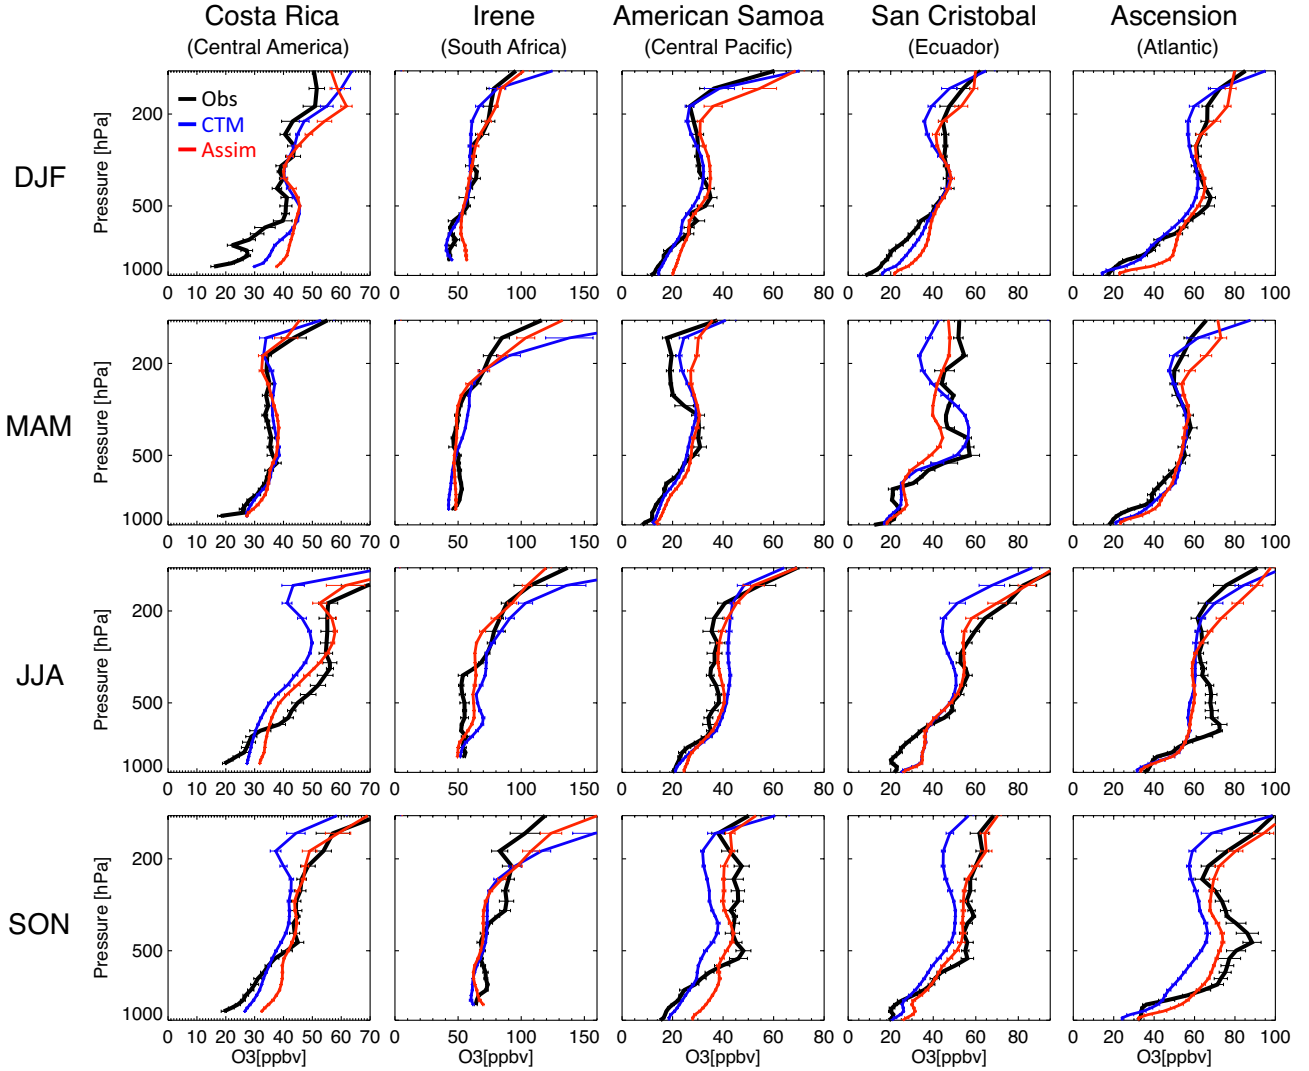 Costa Rica Irene American Samoa San Cristobal Ascension
(Central America) (South Africa) (Central Pacific) (Ecuador) (Atlantic)
DJF
Pressure [hPa]
200
500
1000
Obs
CTM
Assim
0 10 20 30 40 50 60 70
0 50 100 150
0 20 40 60 80
0 20 40 60 80
0 20 40 60 80 100
MAM
Pressure [hPa]
200
500
1000
0 10 20 30 40 50 60 70
0 50 100 150
0 20 40 60 80
0 20 40 60 80
0 20 40 60 80 100
JJA
Pressure [hPa]
200
500
1000
0 10 20 30 40 50 60 70
0 50 100 150
0 20 40 60 80
0 20 40 60 80
0 20 40 60 80 100
SON
Pressure [hPa]
200
500
1000
0 10 20 30 40 50 60 70
0 50 100 150
0 20 40 60 80
0 20 40 60 80
0 20 40 60 80 100
O3[ppbv] O3[ppbv] O3[ppbv] O3[ppbv] O3[ppbv]